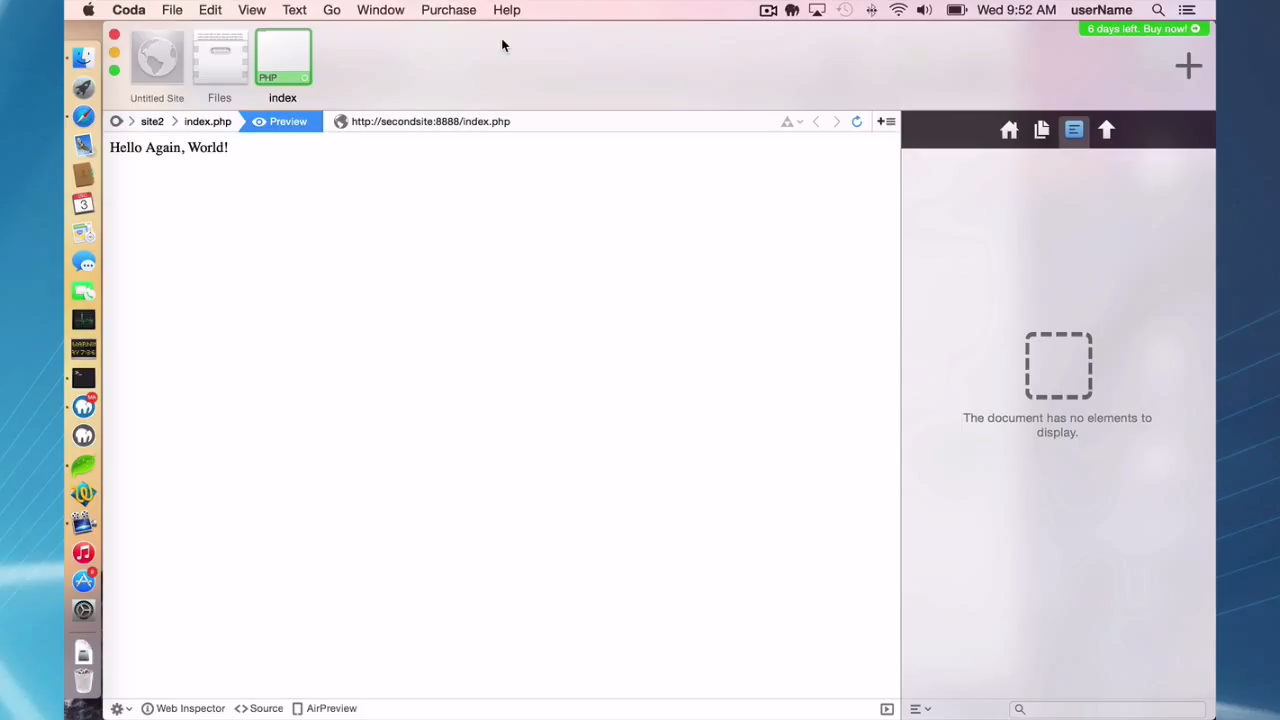 Coda File Edit View Text Go Window Purchase Help Wed 9:52 AM userName
6 days left. Buy now!
PHP
Untitled Site Files index
site2 index.php Preview http://secondsite:8888/index.php
Hello Again, World!
3
The document has no elements to
display.
Web Inspector Source AirPreview